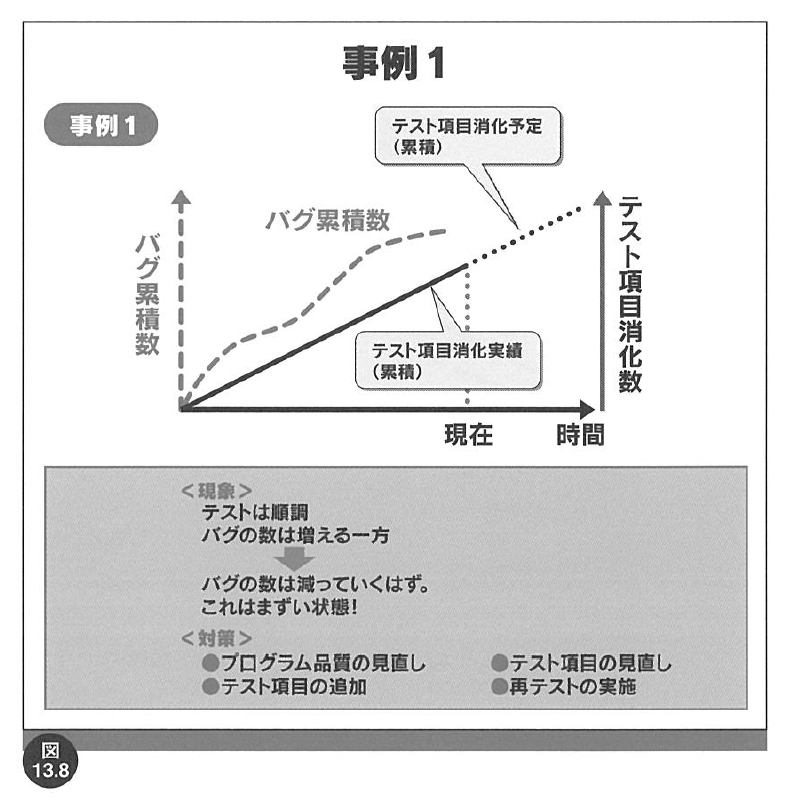 事例1
事例1
テスト項目消化予定
(累積)
バグ累積数
バグ累積数
テスト項目消化数
テスト項目消化実績
(累積)
現在
時間
<現象>
テストは順調
バグの数は増える一方
バグの数は減っていくはず。
これはまずい状態!
<対策>
●プログラム品質の見直し
●テスト項目の見直し
●テスト項目の追加
●再テストの実施
図
13.8